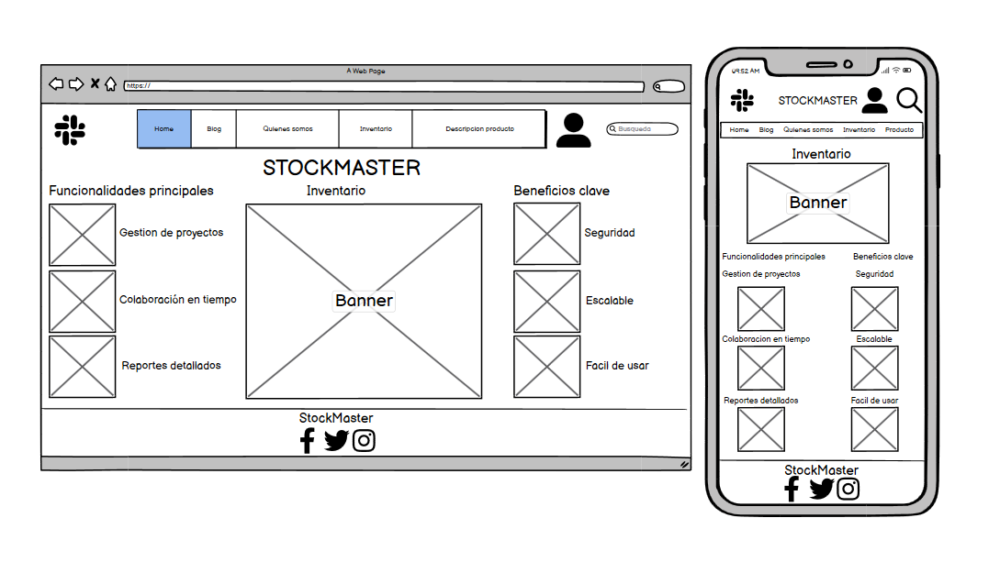 A Web Page
https://
Home Blog Quienes somos Inventario Descripcion producto
Busqueda
STOCKMASTER
Funcionalidades principales
Inventario
Beneficios clave
Gestion de proyectos
Banner
Seguridad
Colaboración en tiempo
Escalable
Reportes detallados
Facil de usar
StockMaster
09:52 AM
STOCKMASTER
Home Blog Quienes somos Inventario Producto
Inventario
Banner
Funcionalidades principales
Beneficios clave
Gestion de proyectos
Seguridad
Colaboracion en tiempo
Escalable
Reportes detallados
Facil de usar
StockMaster